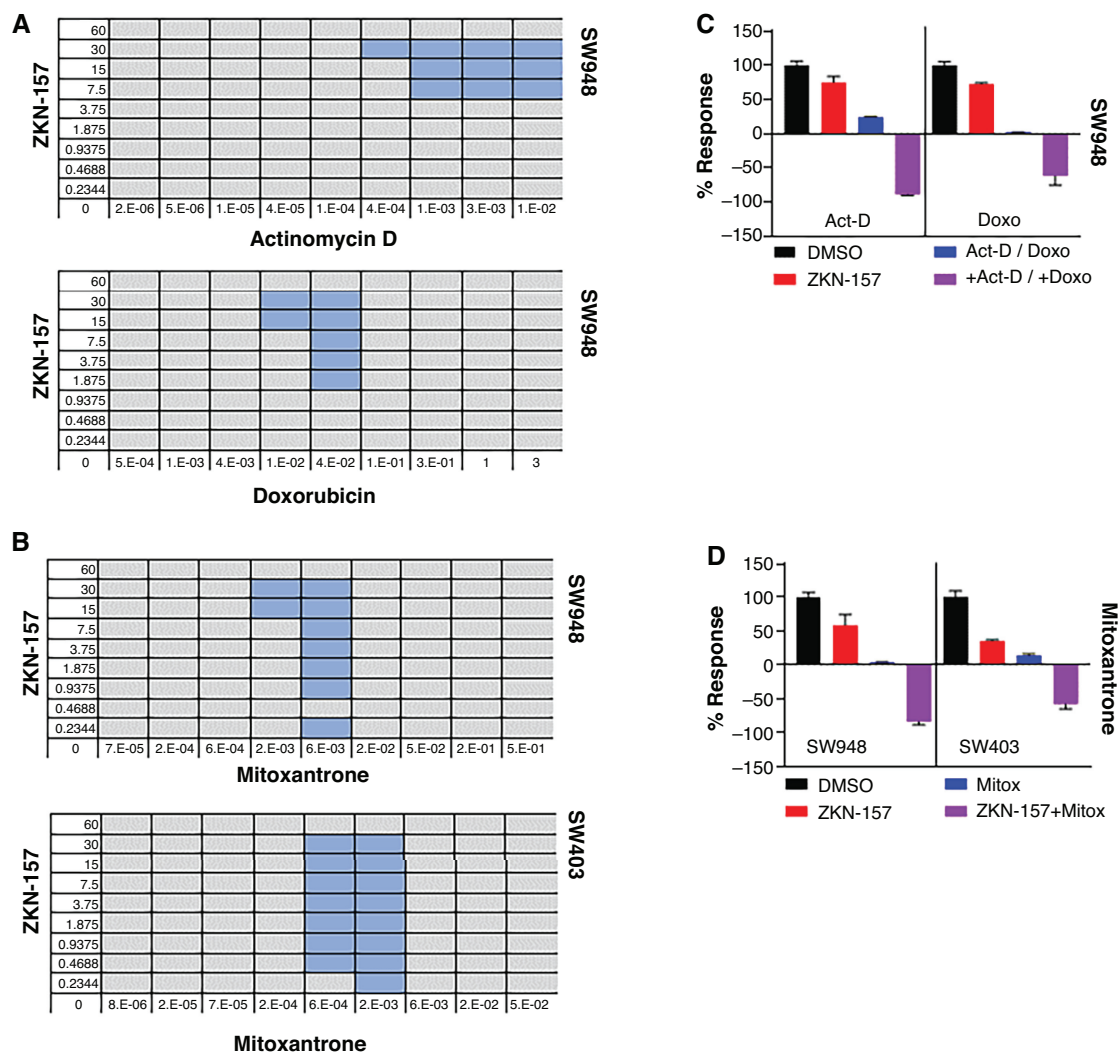 A
ZKN-157
60
30
15
7.5
3.75
1.875
0.9375
0.4688
0.2344
0 2.E-06 5.E-06 1.E-05 4.E-05 1.E-04 4.E-04 1.E-03 3.E-03 1.E-02
Actinomycin D
SW948
ZKN-157
60
30
15
7.5
3.75
1.875
0.9375
0.4688
0.2344
0 5.E-04 1.E-03 4.E-03 1.E-02 4.E-02 1.E-01 3.E-01 1 3
Doxorubicin
SW948
B
ZKN-157
60
30
15
7.5
3.75
1.875
0.9375
0.4688
0.2344
0 7.E-05 2.E-04 6.E-04 2.E-03 6.E-03 2.E-02 5.E-02 2.E-01 5.E-01
Mitoxantrone
SW948
ZKN-157
60
30
15
7.5
3.75
1.875
0.9375
0.4688
0.2344
0 8.E-06 2.E-05 7.E-05 2.E-04 6.E-04 2.E-03 6.E-03 2.E-02 5.E-02
Mitoxantrone
SW403
C
% Response
150
100
50
0
−50
−100
−150
Act-D Doxo
SW948
DMSO Act-D / Doxo
ZKN-157 +Act-D / +Doxo
D
% Response
150
100
50
0
−50
−100
−150
SW948 SW403
Mitoxantrone
DMSO Mitox
ZKN-157 ZKN-157+Mitox